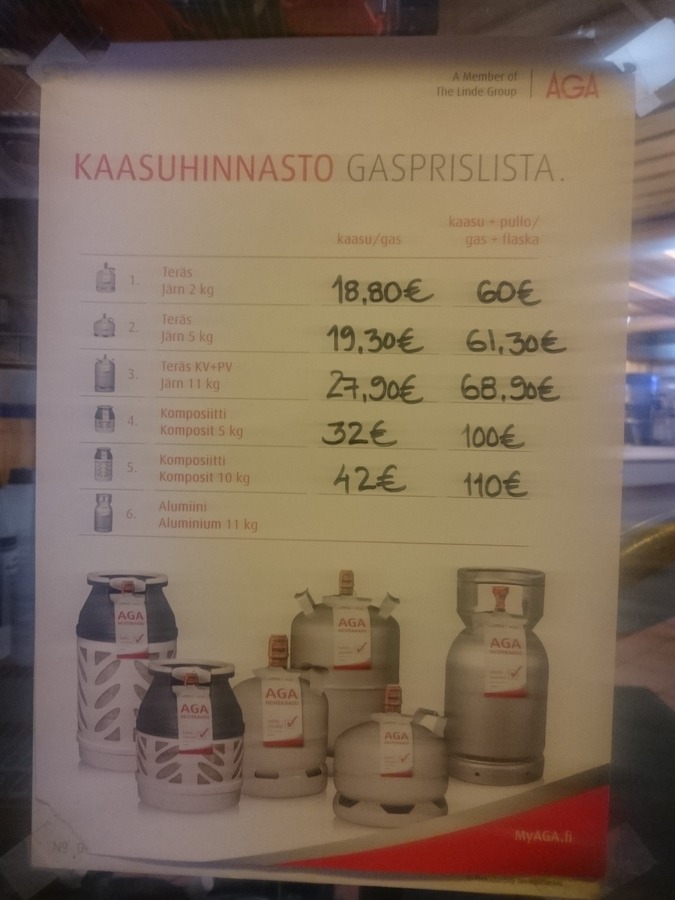 A Member of
The Linde Group
AGA
KAASUHINNASTO GASPRISLISTA.
kaasu/gas
kaasu + pullo/
gas + flaska
1. Teräs
Järn 2 kg
18,80€ 60€
2. Teräs
Järn 5 kg
19,30€ 61,30€
3. Teräs KV+PV
Järn 11 kg
27,90€ 68,90€
4. Komposiitti
Komposit 5 kg
32€ 100€
5. Komposiitti
Komposit 10 kg
42€ 110€
6. Alumiini
Aluminium 11 kg
AGA
AGA
AGA
AGA
AGA
AGA
MyAGA.fi